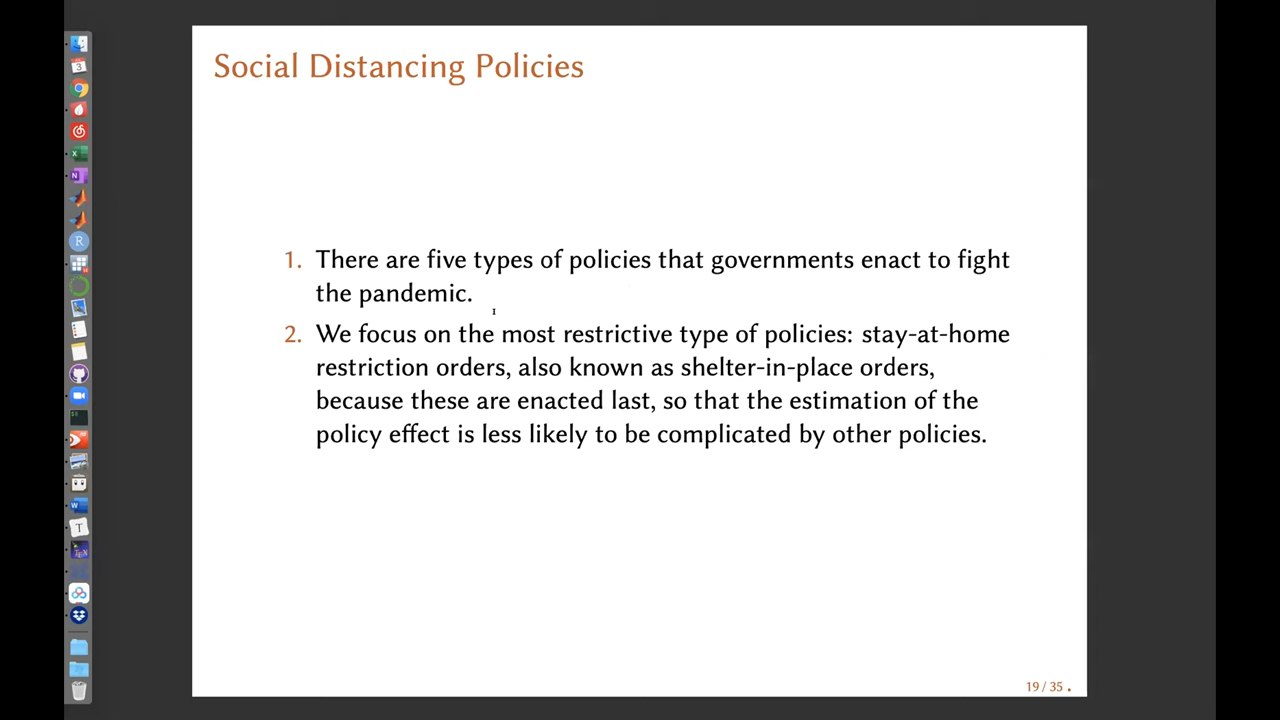 Social Distancing Policies
1. There are five types of policies that governments enact to fight
the pandemic.
2. We focus on the most restrictive type of policies: stay-at-home
restriction orders, also known as shelter-in-place orders,
because these are enacted last, so that the estimation of the
policy effect is less likely to be complicated by other policies.
19 / 35